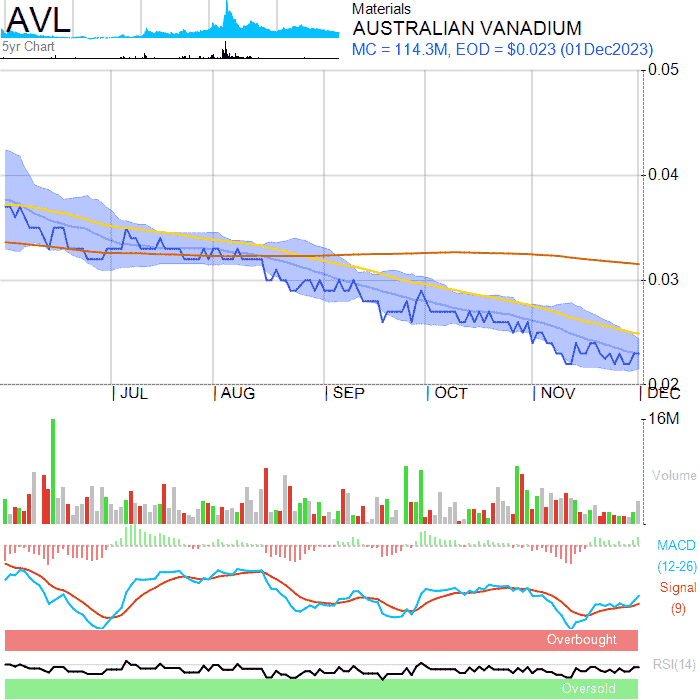 AVL
5yr Chart
Materials
AUSTRALIAN VANADIUM
MC = 114.3M, EOD = $0.023 (01Dec2023)
0.05
0.04
0.03
0.02
JUL
AUG
SEP
OCT
NOV
DEC
16M
Volume
MACD
(12-26)
Signal
(9)
Overbought
RSI(14)
Oversold